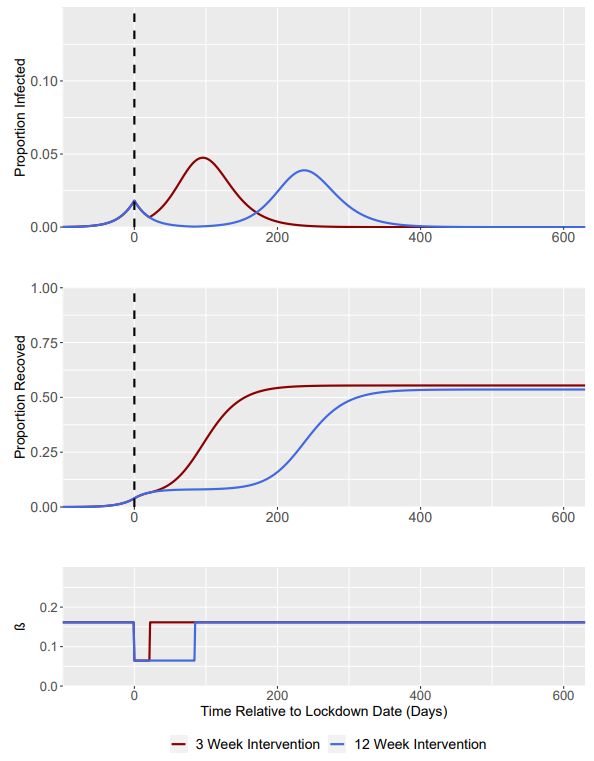 Proportion Infected
0.10
0.05
0.00
0 200 400 600
Proportion Recoved
1.00
0.75
0.50
0.25
0.00
0 200 400 600
ß
0.2
0.1
0.0
0 200 400 600
Time Relative to Lockdown Date (Days)
3 Week Intervention 12 Week Intervention